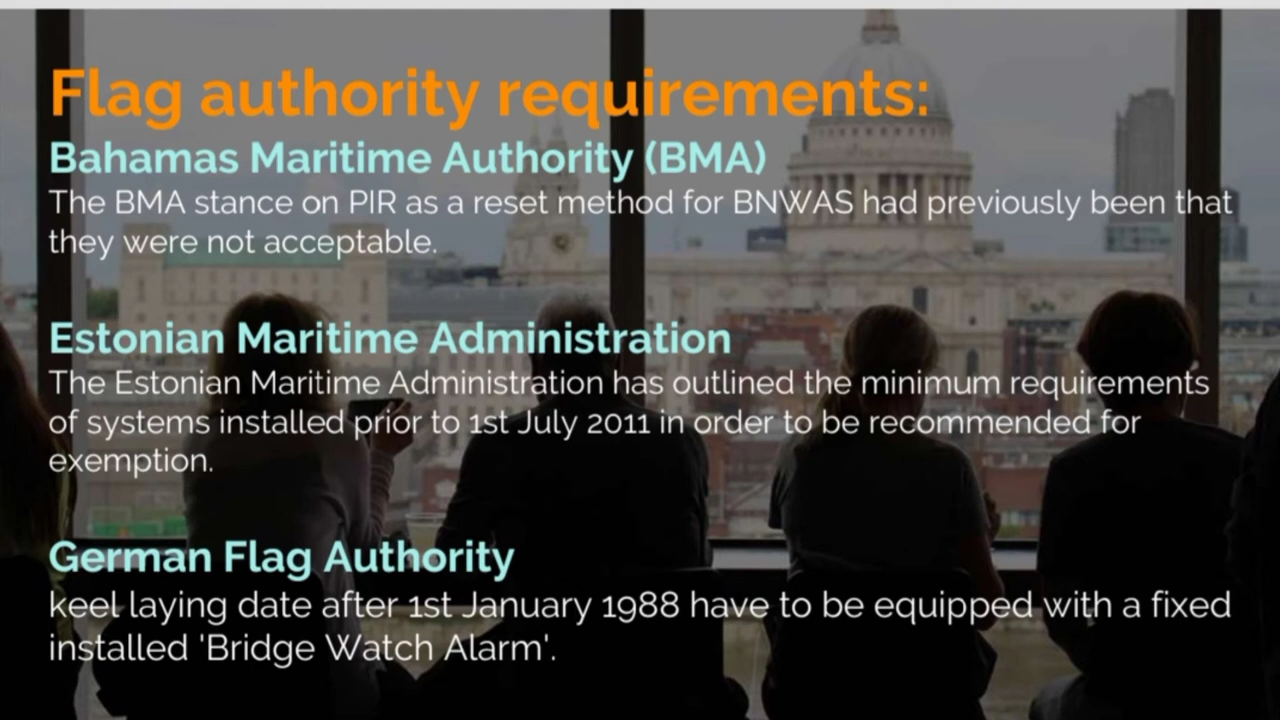 Flag authority requirements:
Bahamas Maritime Authority (BMA)
The BMA stance on PIR as a reset method for BNWAS had previously been that
they were not acceptable.
Estonian Maritime Administration
The Estonian Maritime Administration has outlined the minimum requirements
of systems installed prior to 1st July 2011 in order to be recommended for
exemption.
German Flag Authority
keel laying date after 1st January 1988 have to be equipped with a fixed
installed 'Bridge Watch Alarm'.